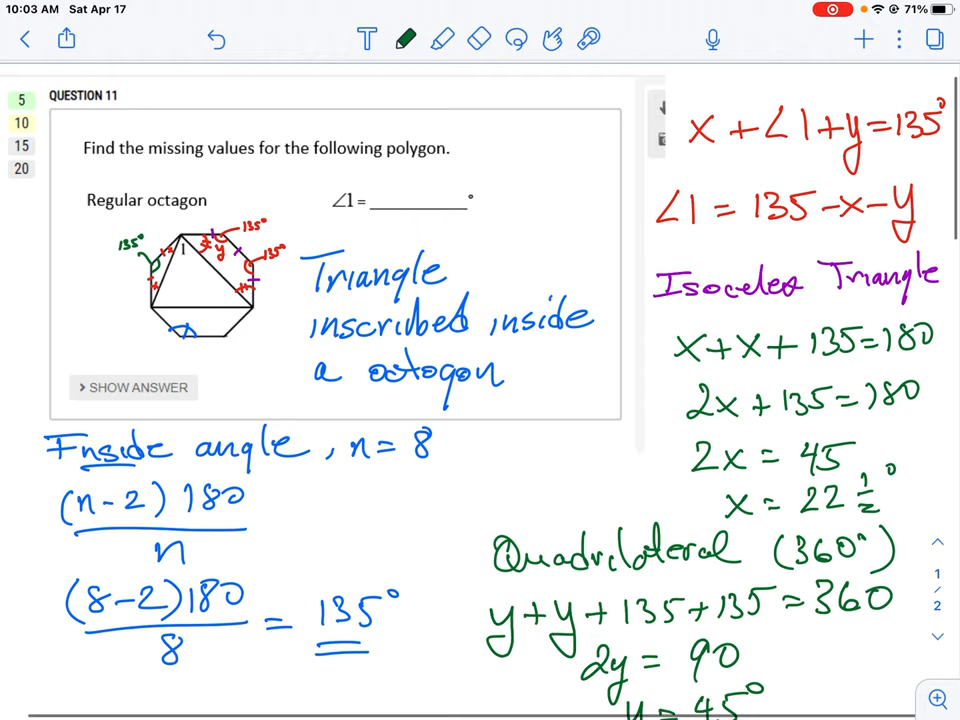 10:03 AM Sat Apr 17
71%
T
5
10
15
20
QUESTION 11
Find the missing values for the following polygon.
Regular octagon ∠1 = __________°
135°
135°
135°
1
x
y
Triangle
inscribed inside
a octogon
> SHOW ANSWER
Inside angle, n = 8
(n-2) 180
n
(8-2)180
8
= 135°
x + ∠1 + y = 135°
∠1 = 135 - x - y
Isoceles Triangle
x + x + 135 = 180
2x + 135 = 180
2x = 45
x = 22 1/2°
Quadrilateral (360°)
y + y + 135 + 135 = 360
2y = 90
y = 45°
1
/
2